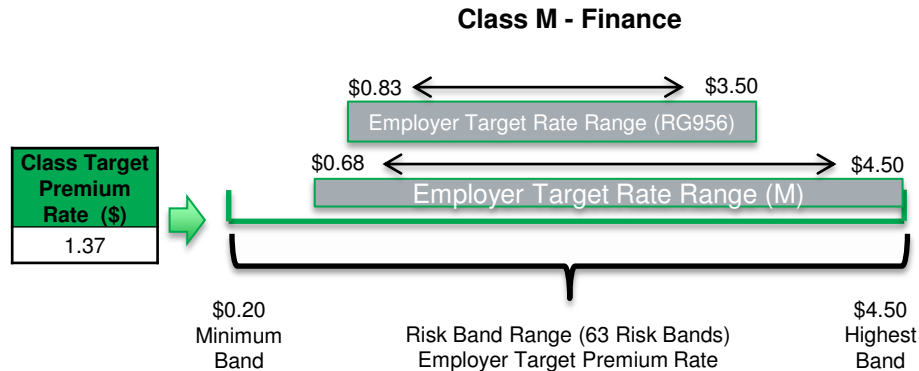 Class M - Finance
$0.83
$3.50
Employer Target Rate Range (RG956)
$0.68
$4.50
Employer Target Rate Range (M)
Class Target
Premium
Rate ($)
1.37
$0.20
Minimum
Band
Risk Band Range (63 Risk Bands)
Employer Target Premium Rate
$4.50
Highest
Band